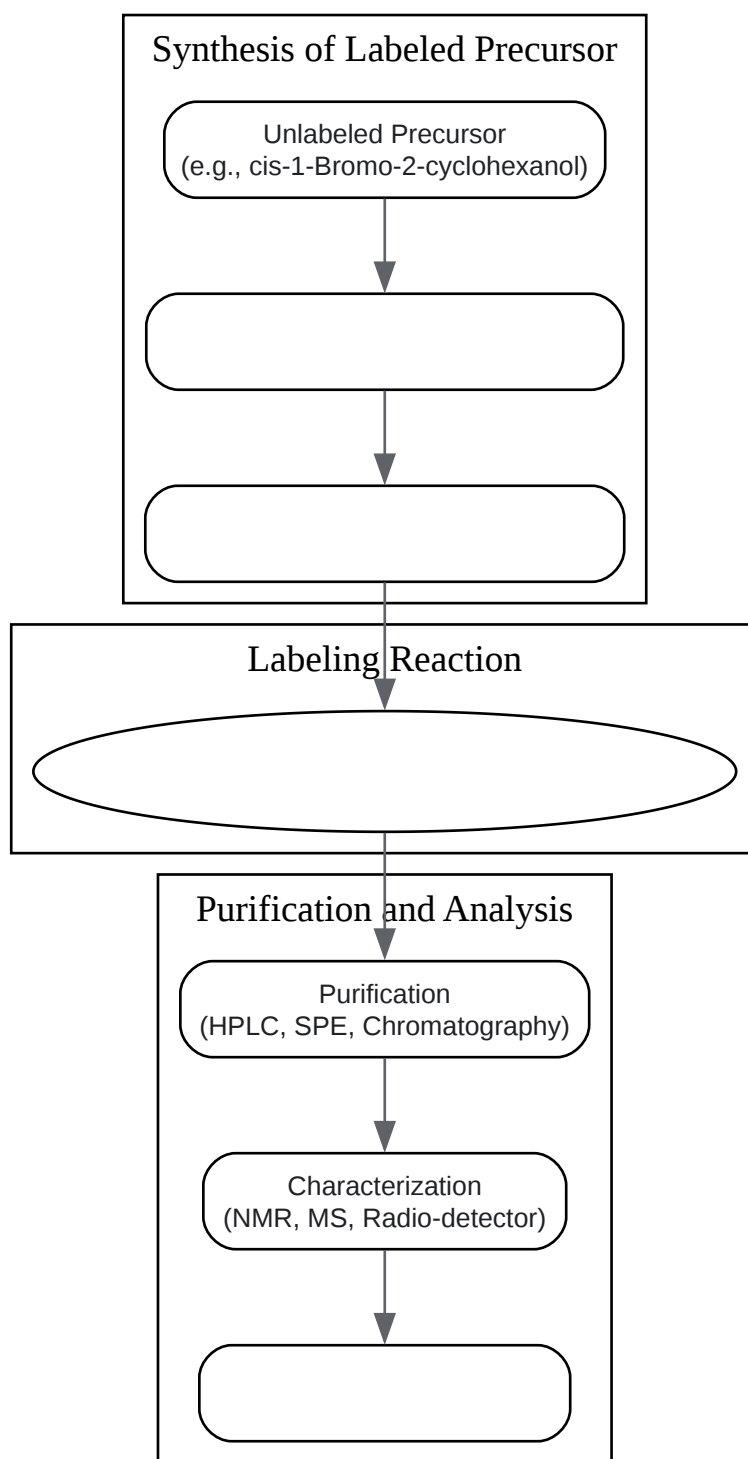 Synthesis of Labeled Precursor
Unlabeled Precursor
(e.g., cis-1-Bromo-2-cyclohexanol)
Labeling Reaction
Purification and Analysis
Purification
(HPLC, SPE, Chromatography)
Characterization
(NMR, MS, Radio-detector)